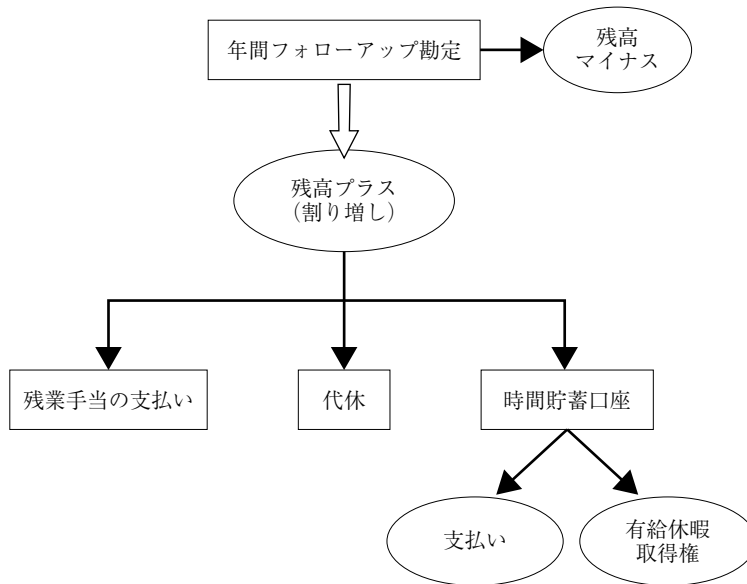 年間フォローアップ勘定
残高
マイナス
残高プラス
(割り増し)
残業手当の支払い
代休
時間貯蓄口座
支払い
有給休暇
取得権